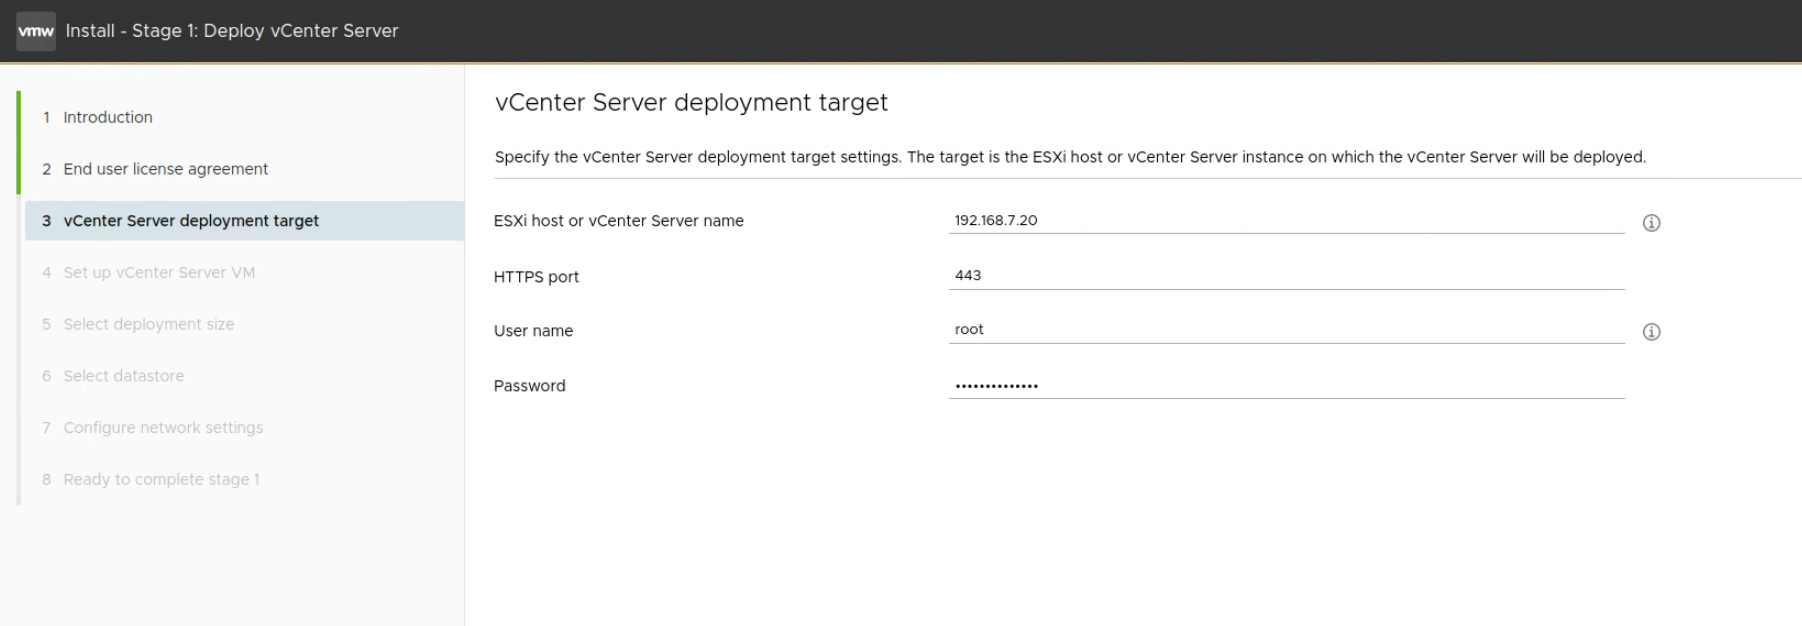 vmw Install - Stage 1: Deploy vCenter Server
1 Introduction
2 End user license agreement
3 vCenter Server deployment target
4 Set up vCenter Server VM
5 Select deployment size
6 Select datastore
7 Configure network settings
8 Ready to complete stage 1
vCenter Server deployment target
Specify the vCenter Server deployment target settings. The target is the ESXi host or vCenter Server instance on which the vCenter Server will be deployed.
ESXi host or vCenter Server name 192.168.7.20
HTTPS port 443
User name root
Password ••••••••••••••